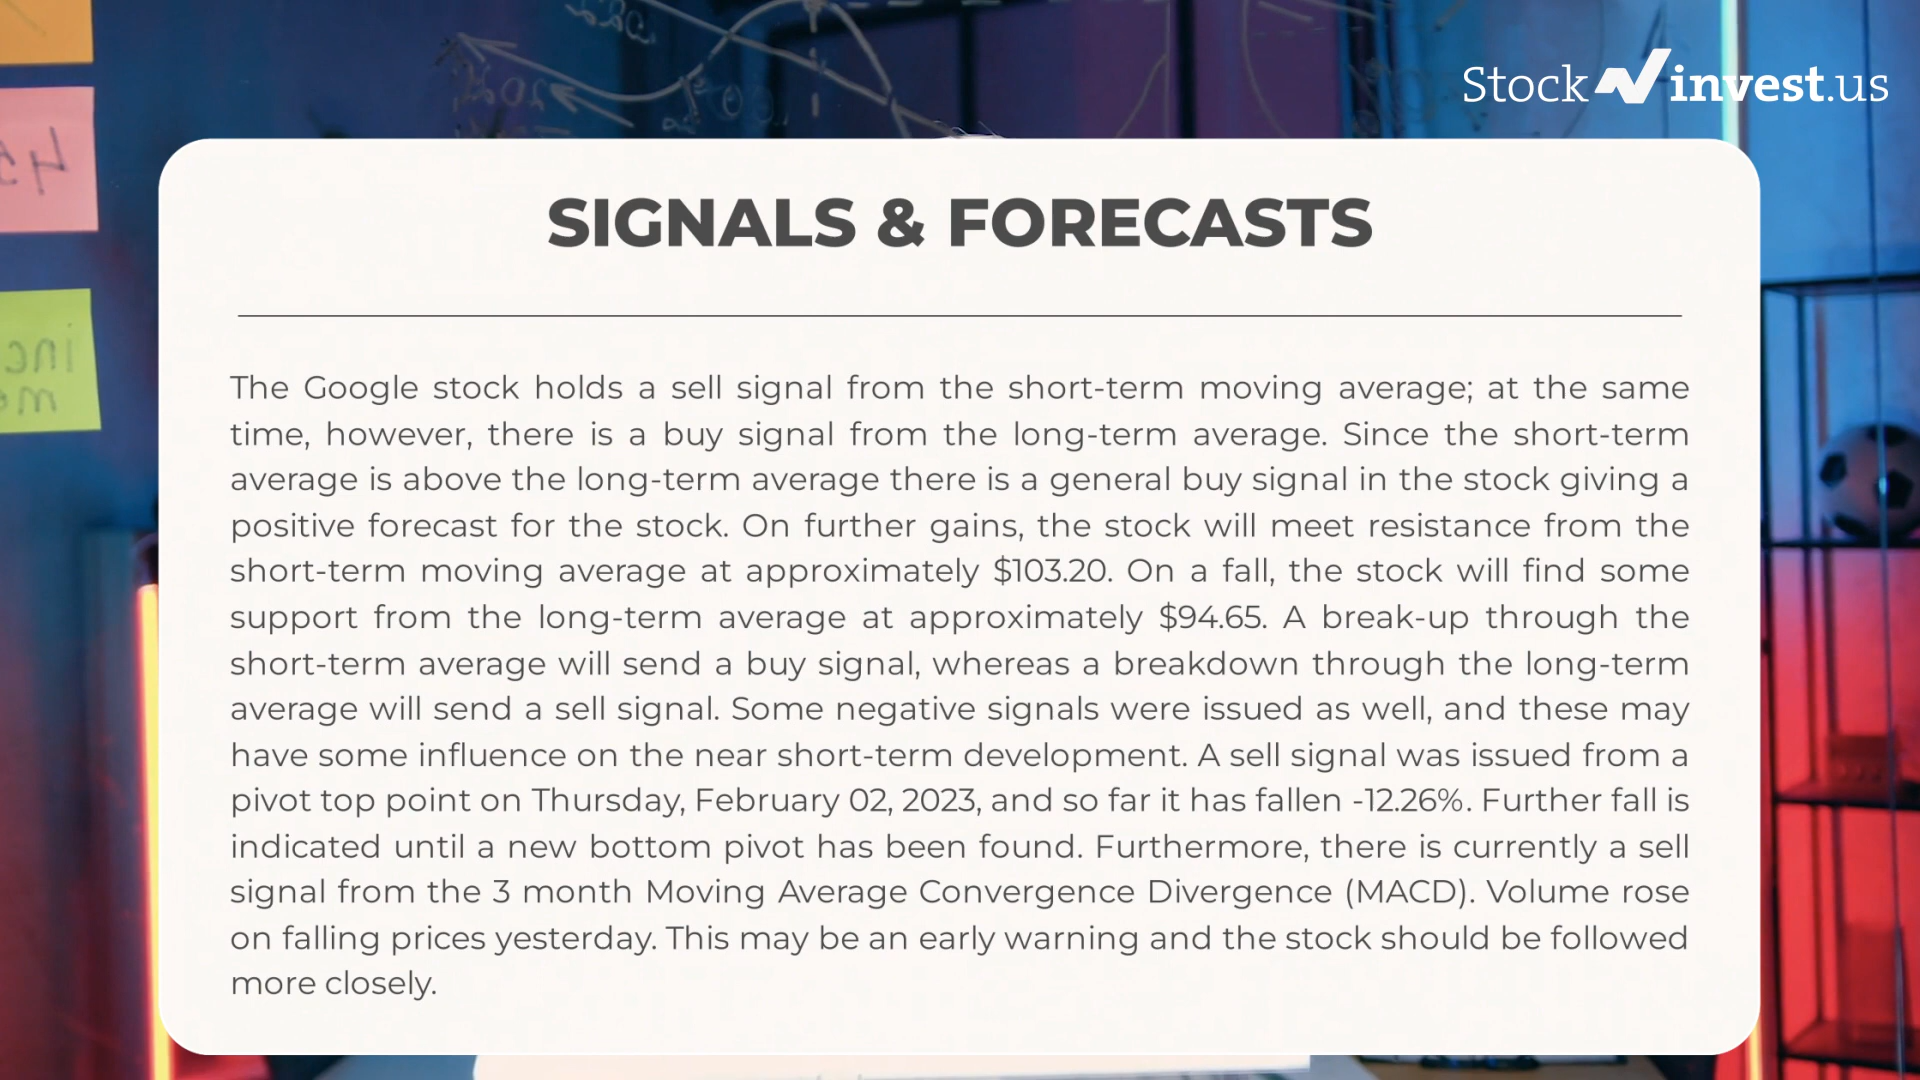 Stock invest.us
45
SIGNALS & FORECASTS
The Google stock holds a sell signal from the short-term moving average; at the same
time, however, there is a buy signal from the long-term average. Since the short-term
average is above the long-term average there is a general buy signal in the stock giving a
positive forecast for the stock. On further gains, the stock will meet resistance from the
short-term moving average at approximately $103.20. On a fall, the stock will find some
support from the long-term average at approximately $94.65. A break-up through the
short-term average will send a buy signal, whereas a breakdown through the long-term
average will send a sell signal. Some negative signals were issued as well, and these may
have some influence on the near short-term development. A sell signal was issued from a
pivot top point on Thursday, February 02, 2023, and so far it has fallen -12.26%. Further fall is
indicated until a new bottom pivot has been found. Furthermore, there is currently a sell
signal from the 3 month Moving Average Convergence Divergence (MACD). Volume rose
on falling prices yesterday. This may be an early warning and the stock should be followed
more closely.